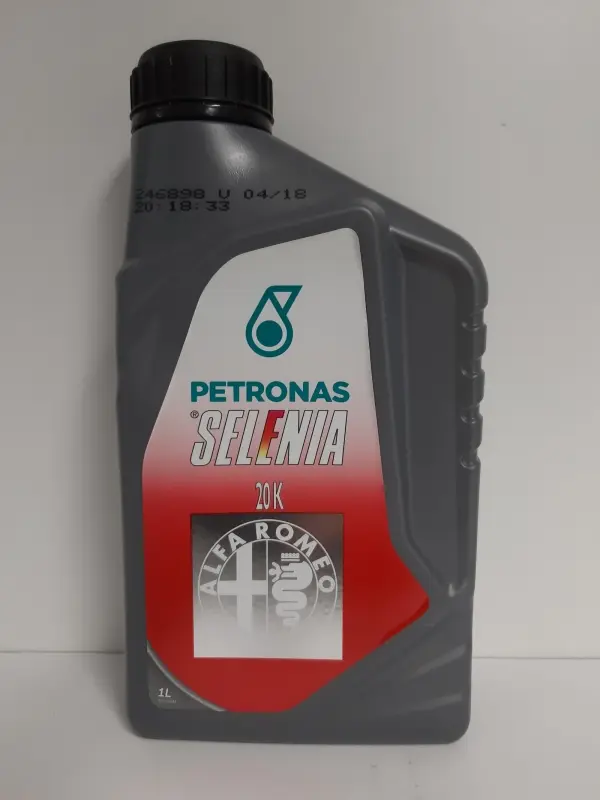 246898 V 04/18
20:18:33
PETRONAS
® SELENIA
20K
ALFA ROMEO
1L